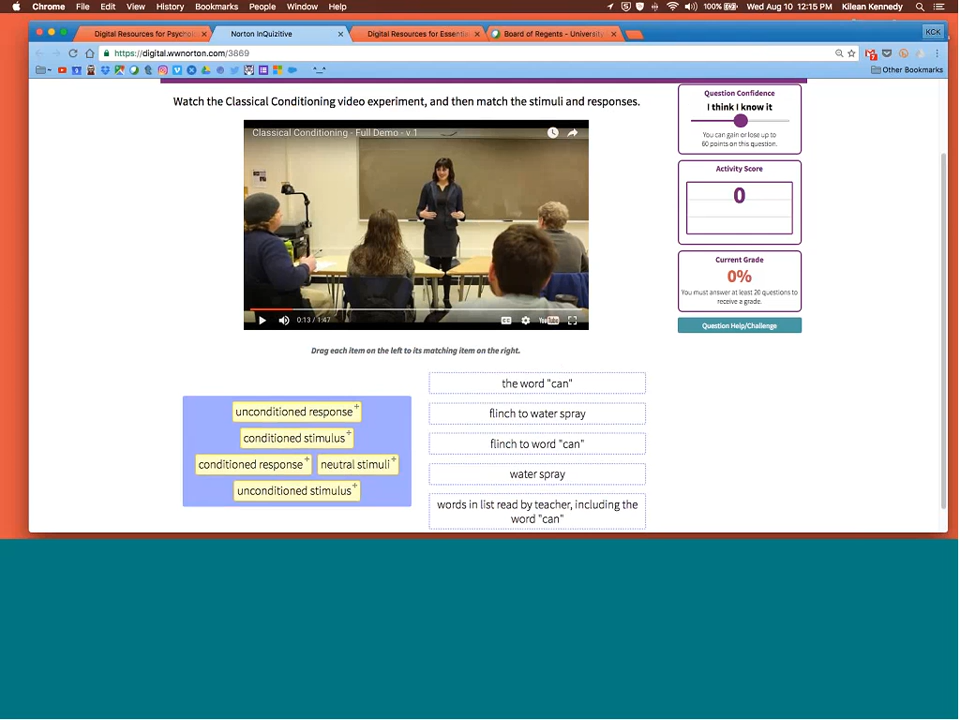 Chrome File Edit View History Bookmarks People Window Help 100% Wed Aug 10 12:15 PM Kilean Kennedy
Digital Resources for Psycho Norton InQuizitive Digital Resources for Essentia Board of Regents – University KCK
https://digital.wwnorton.com/3869
Other Bookmarks
Watch the Classical Conditioning video experiment, and then match the stimuli and responses.
Classical Conditioning - Full Demo - v 1
0:13 / 1:47
CC
YouTube
Drag each item on the left to its matching item on the right.
unconditioned response
conditioned stimulus
conditioned response neutral stimuli
unconditioned stimulus
the word "can"
flinch to water spray
flinch to word "can"
water spray
words in list read by teacher, including the
word "can"
Question Confidence
I think I know it
You can gain or lose up to
60 points on this question.
Activity Score
0
Current Grade
0%
You must answer at least 20 questions to
receive a grade.
Question Help/Challenge